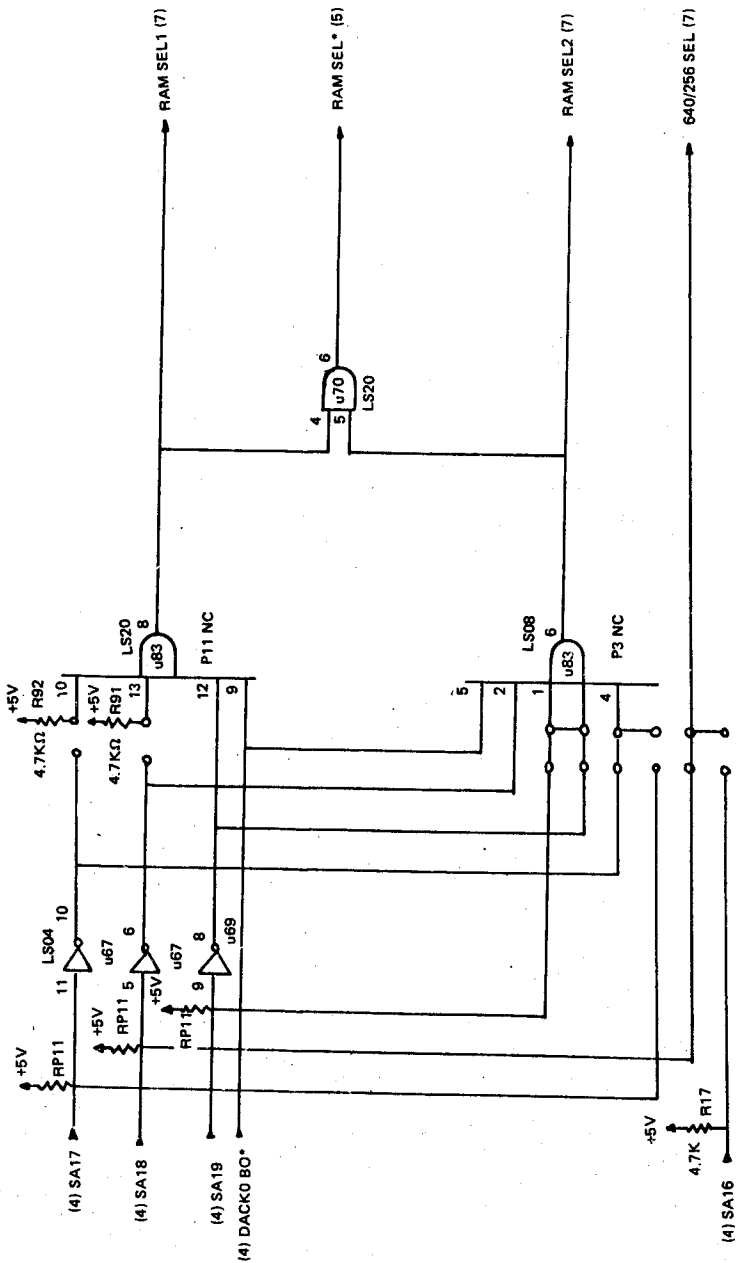 +5V
R92
4.7KΩ
+5V
R91
4.7KΩ
LS20
10
13
12
9
u83
8
P11 NC
RAM SEL1 (7)
+5V
RP11
+5V
RP11
+5V
RP11
LS04
11
10
u67
5
6
u67
9
8
u69
(4) SA17
(4) SA18
(4) SA19
(4) DACK0 BO*
4
5
u70
6
LS20
RAM SEL* (5)
LS08
5
2
1
4
u83
6
P3 NC
RAM SEL2 (7)
640/256 SEL (7)
+5V
4.7K
R17
(4) SA16